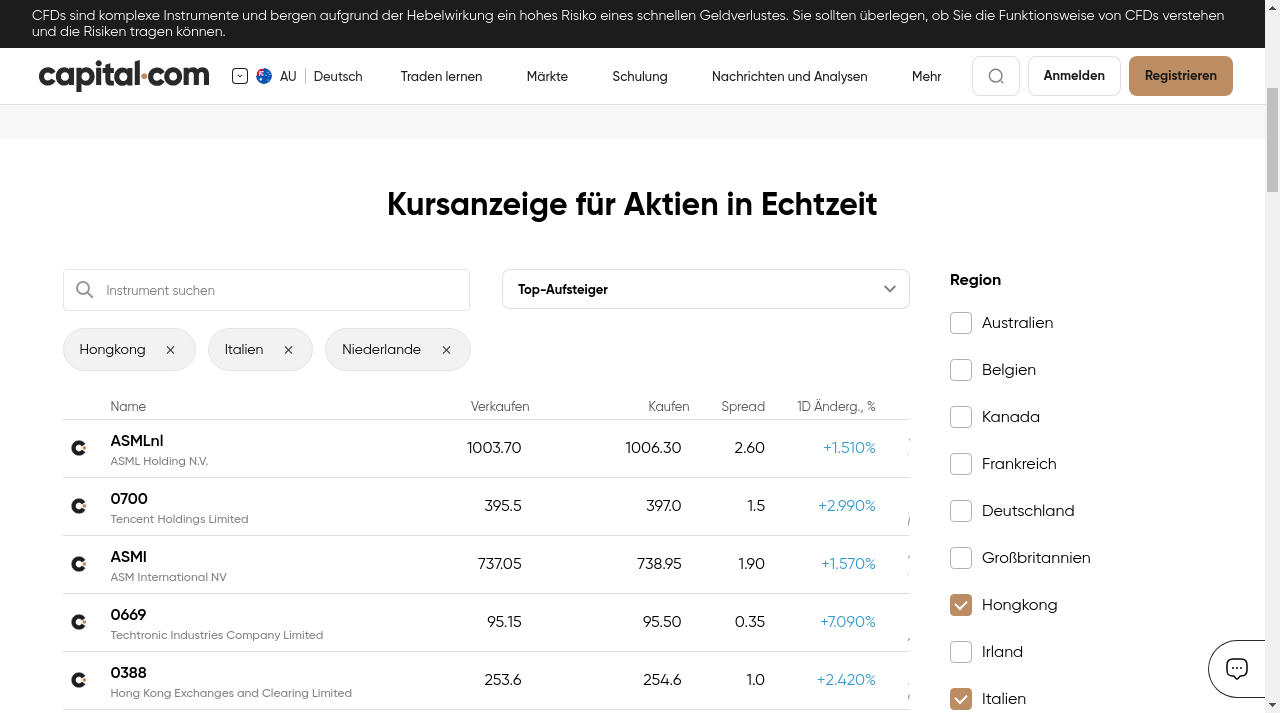 CFDs sind komplexe Instrumente und bergen aufgrund der Hebelwirkung ein hohes Risiko eines schnellen Geldverlustes. Sie sollten überlegen, ob Sie die Funktionsweise von CFDs verstehen
und die Risiken tragen können.
capital.com
AU Deutsch Traden lernen Märkte Schulung Nachrichten und Analysen Mehr Anmelden Registrieren
Kursanzeige für Aktien in Echtzeit
Instrument suchen Top-Aufsteiger
Hongkong Italien Niederlande
Name Verkaufen Kaufen Spread 1D Änderg., %
ASMLnl 1003.70 1006.30 2.60 +1.510%
ASML Holding N.V.
0700 395.5 397.0 1.5 +2.990%
Tencent Holdings Limited
ASMI 737.05 738.95 1.90 +1.570%
ASM International NV
0669 95.15 95.50 0.35 +7.090%
Techtronic Industries Company Limited
0388 253.6 254.6 1.0 +2.420%
Hong Kong Exchanges and Clearing Limited
Region
Australien
Belgien
Kanada
Frankreich
Deutschland
Großbritannien
Hongkong
Irland
Italien